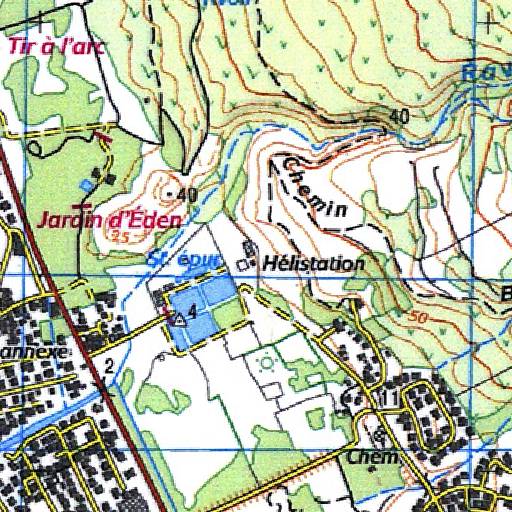 Tir à l'arc
Rav
40
Chemin
40
Jardin d'Éden
25
St. épur.
Hélistation
4
B
50
annexe
2
11
Chem